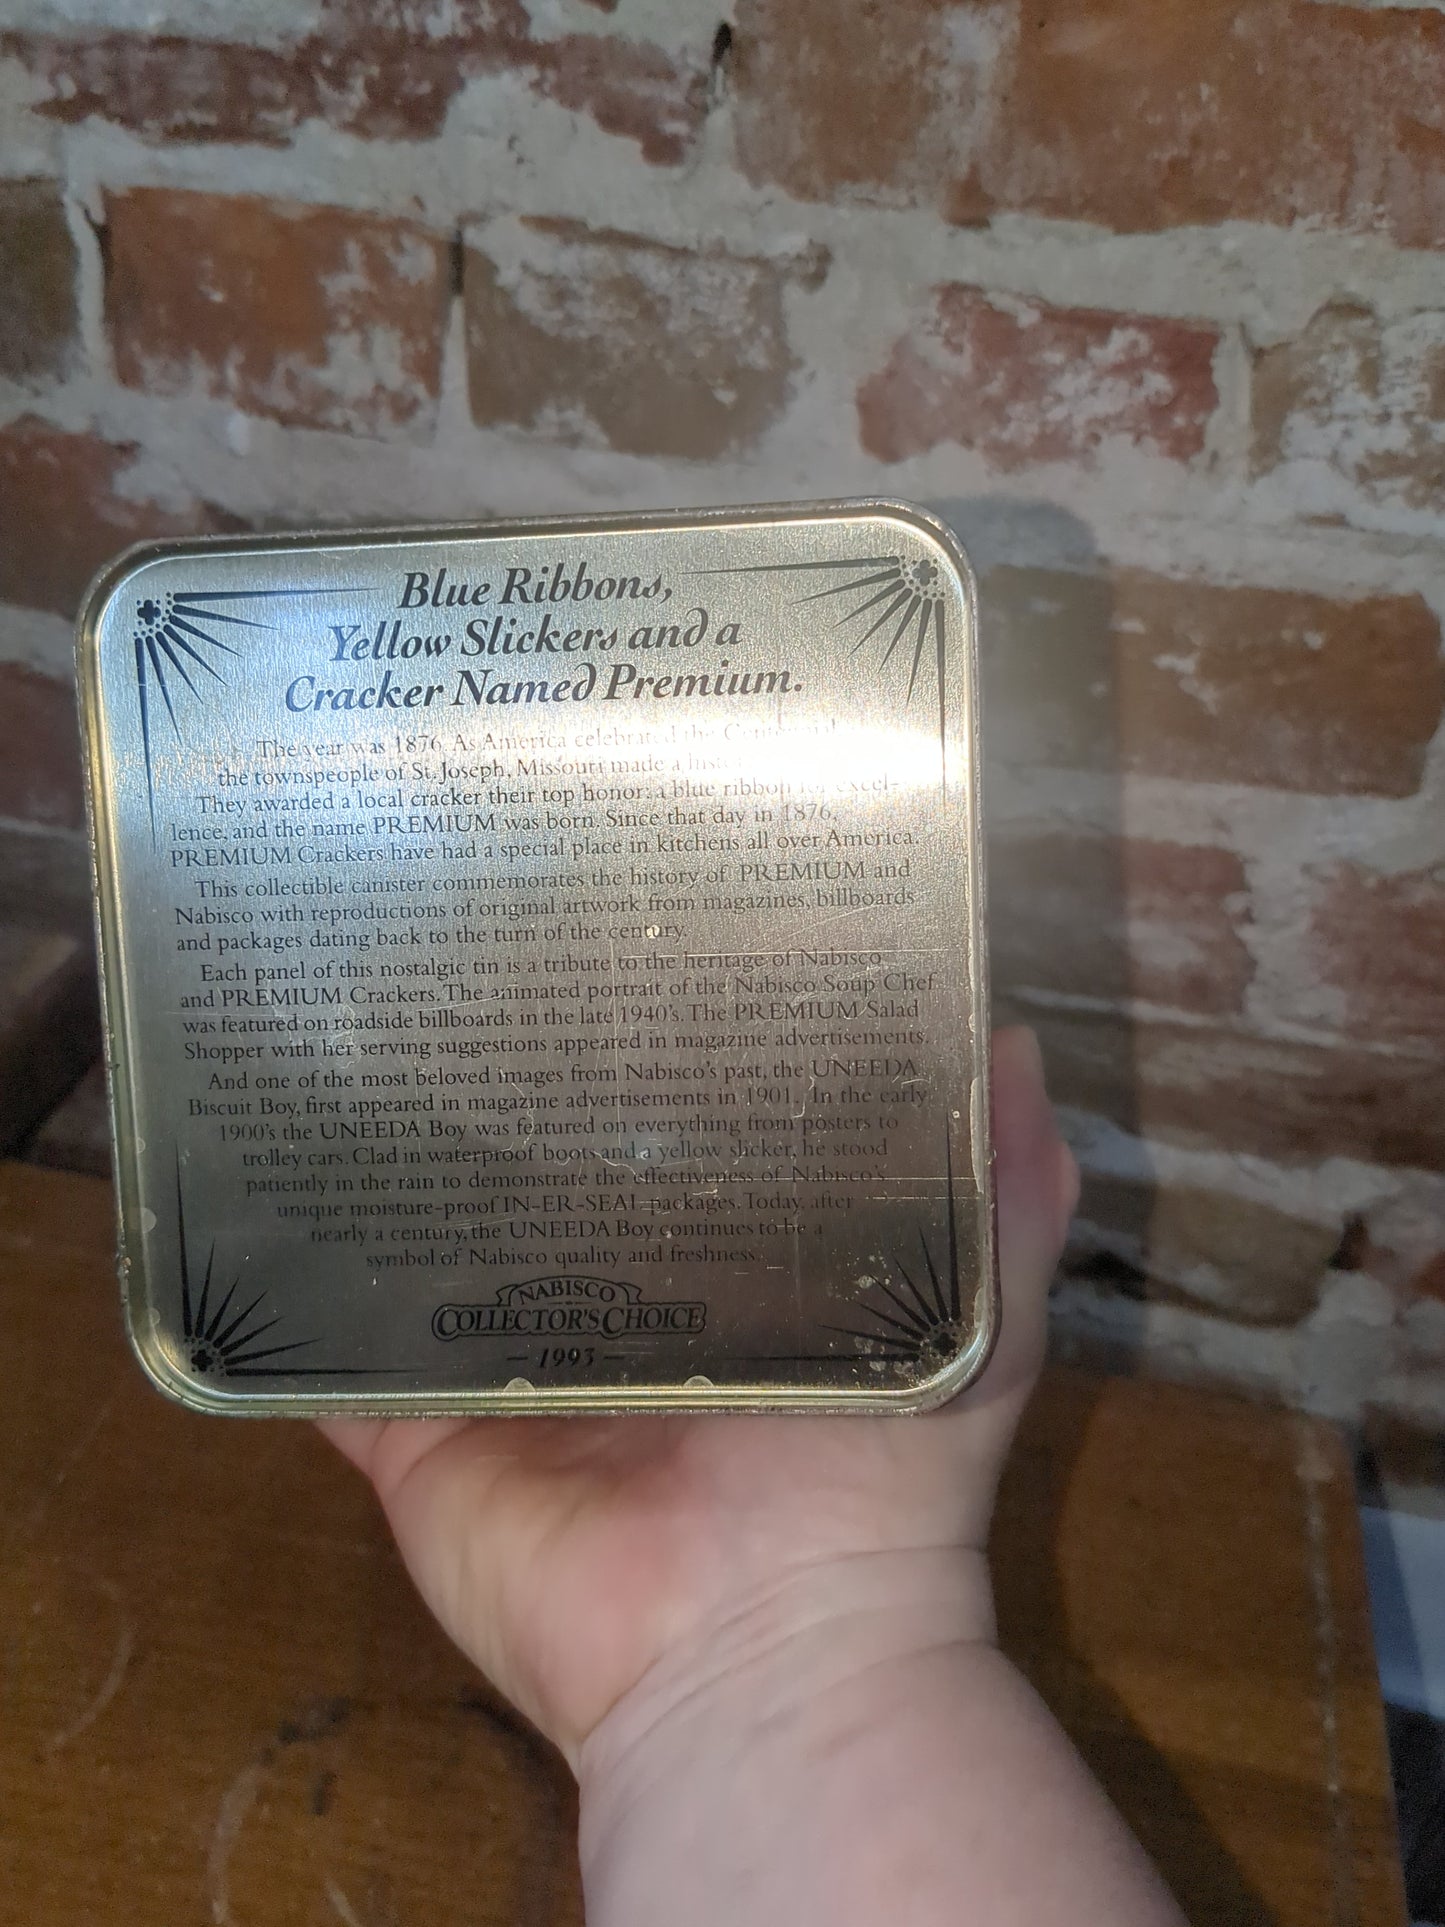 Blue Ribbons,
Yellow Slickers and a
Cracker Named Premium.
The year was 1876. As America celebrated the Centennial
the townspeople of St. Joseph, Missouri made a
They awarded a local cracker their top honor: a blue ribbon for excel-
lence, and the name PREMIUM was born. Since that day in 1876,
PREMIUM Crackers have had a special place in kitchens all over America.
This collectible canister commemorates the history of PREMIUM and
Nabisco with reproductions of original artwork from magazines, billboards
and packages dating back to the turn of the century.
Each panel of this nostalgic tin is a tribute to the heritage of Nabisco
and PREMIUM Crackers. The animated portrait of the Nabisco Soup Chef
was featured on roadside billboards in the late 1940's. The PREMIUM Salad
Shopper with her serving suggestions appeared in magazine advertisements.
And one of the most beloved images from Nabisco's past, the UNEEDA
Biscuit Boy, first appeared in magazine advertisements in 1901. In the early
1900's the UNEEDA Boy was featured on everything from posters to
trolley cars. Clad in waterproof boots and a yellow slicker, he stood
patiently in the rain to demonstrate the effectiveness of Nabisco's
unique moisture-proof IN-ER-SEAL packages. Today, after
nearly a century, the UNEEDA Boy continues to be a
symbol of Nabisco quality and freshness.
NABISCO
COLLECTOR'S CHOICE
— 1993 —